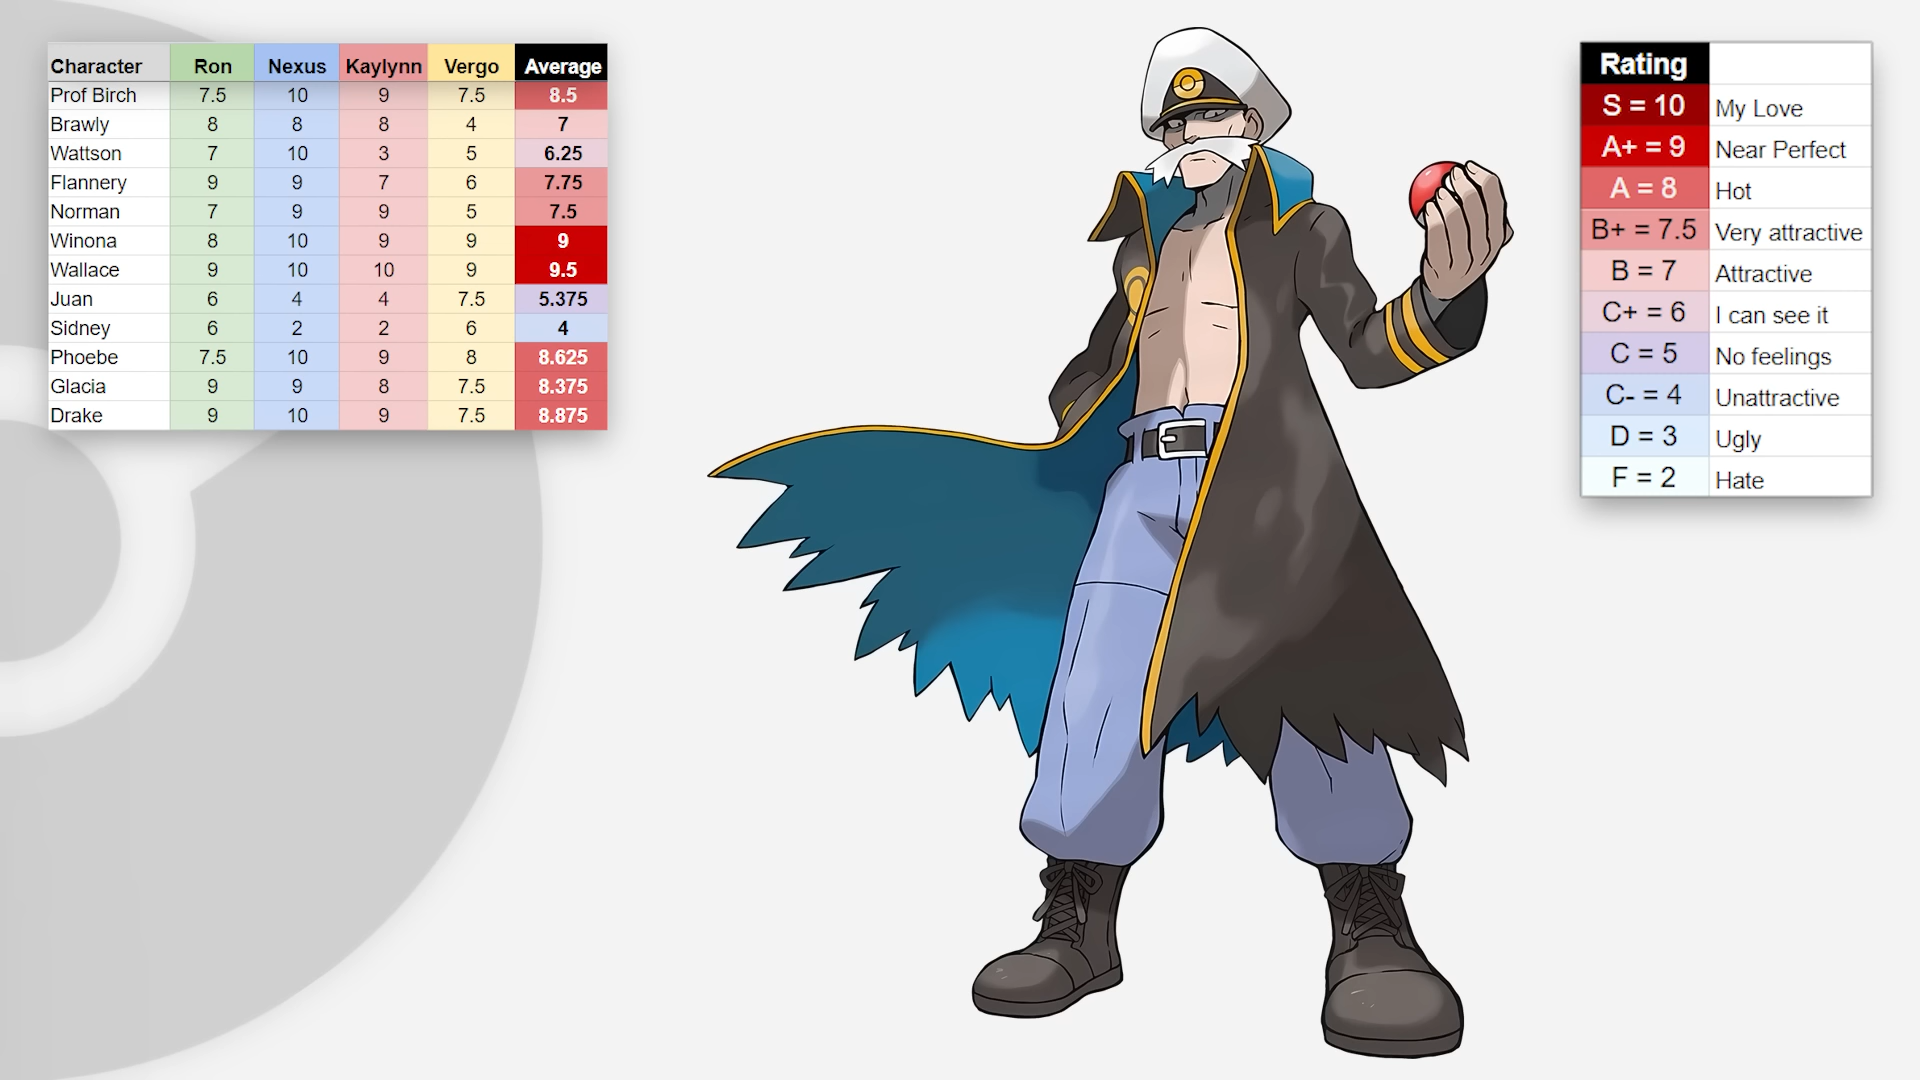 Character Ron Nexus Kaylynn Vergo Average
Prof Birch 7.5 10 9 7.5 8.5
Brawly 8 8 8 4 7
Wattson 7 10 3 5 6.25
Flannery 9 9 7 6 7.75
Norman 7 9 9 5 7.5
Winona 8 10 9 9 9
Wallace 9 10 10 9 9.5
Juan 6 4 4 7.5 5.375
Sidney 6 2 2 6 4
Phoebe 7.5 10 9 8 8.625
Glacia 9 9 8 7.5 8.375
Drake 9 10 9 7.5 8.875
Rating
S = 10 My Love
A+ = 9 Near Perfect
A = 8 Hot
B+ = 7.5 Very attractive
B = 7 Attractive
C+ = 6 I can see it
C = 5 No feelings
C- = 4 Unattractive
D = 3 Ugly
F = 2 Hate